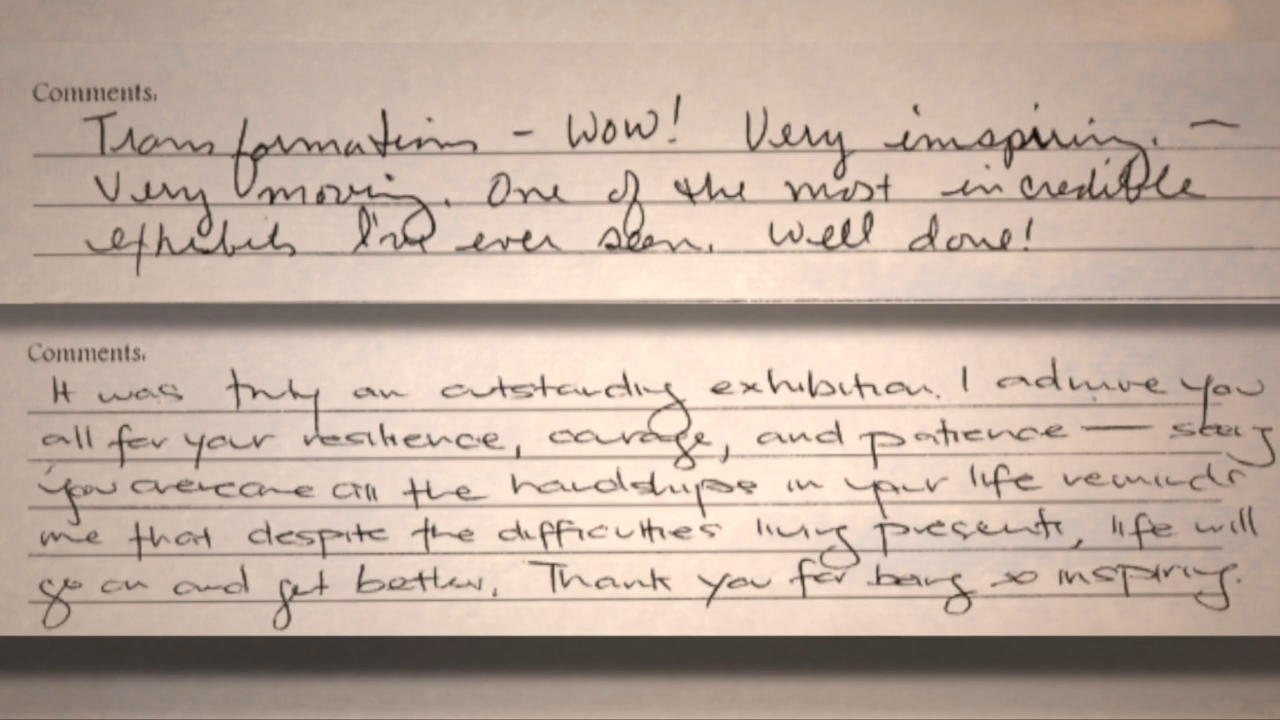 Comments.
Transformations - Wow! Very inspiring. —
Very moving. One of the most incredible
exhibits I've ever seen. Well done!
Comments.
It was truly an outstanding exhibition. I admire you
all for your resilience, courage, and patience — seeing
you overcome all the hardships in your life reminds
me that despite the difficulties living presents, life will
go on and get better. Thank you for being so inspiring.